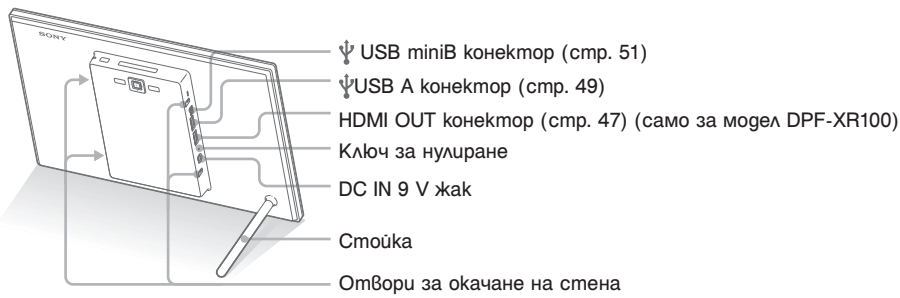 SONY
USB miniB конектор (стр. 51)
USB A конектор (стр. 49)
HDMI OUT конектор (стр. 47) (само за модел DPF-XR100)
Ключ за нулиране
DC IN 9 V жак
Стойка
Отвори за окачане на стена